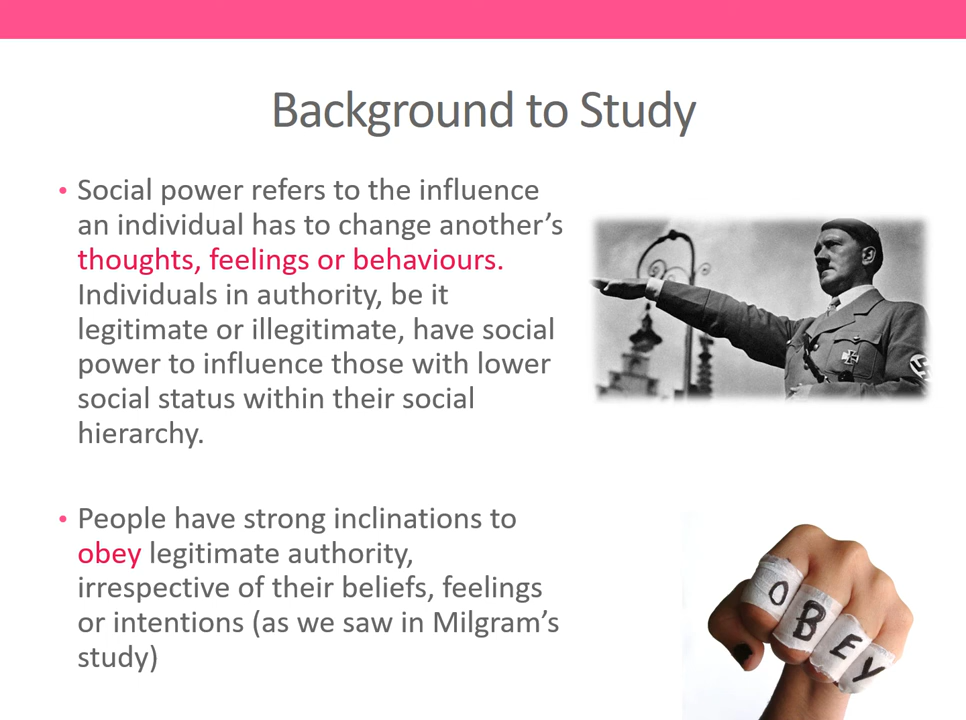 Background to Study
• Social power refers to the influence
an individual has to change another’s
thoughts, feelings or behaviours.
Individuals in authority, be it
legitimate or illegitimate, have social
power to influence those with lower
social status within their social
hierarchy.
• People have strong inclinations to
obey legitimate authority,
irrespective of their beliefs, feelings
or intentions (as we saw in Milgram’s
study)
OBEY